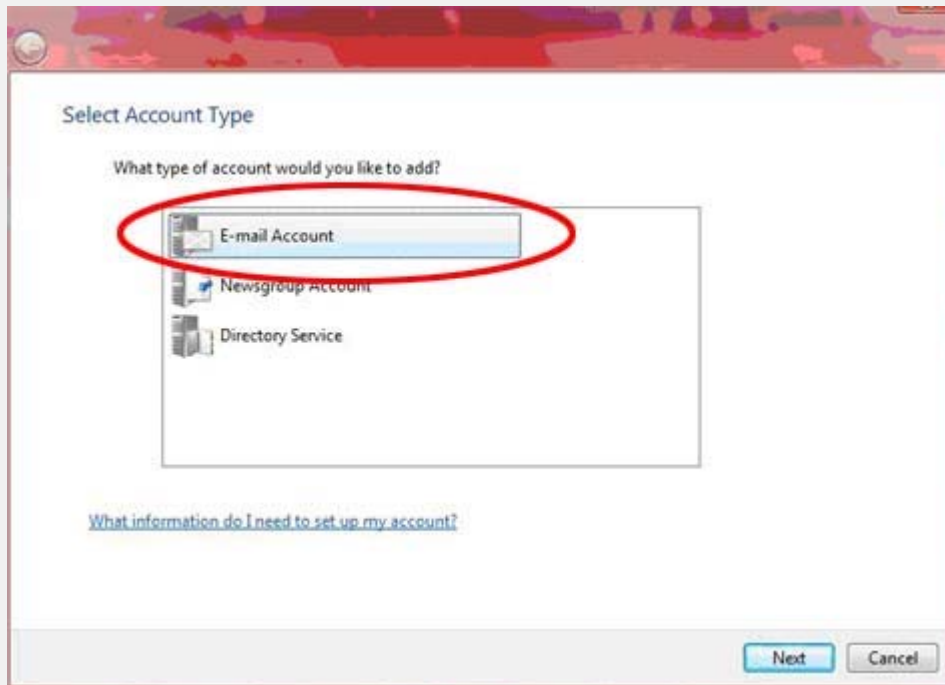 Select Account Type
What type of account would you like to add?
E-mail Account
Newsgroup Account
Directory Service
What information do I need to set up my account?
Next
Cancel